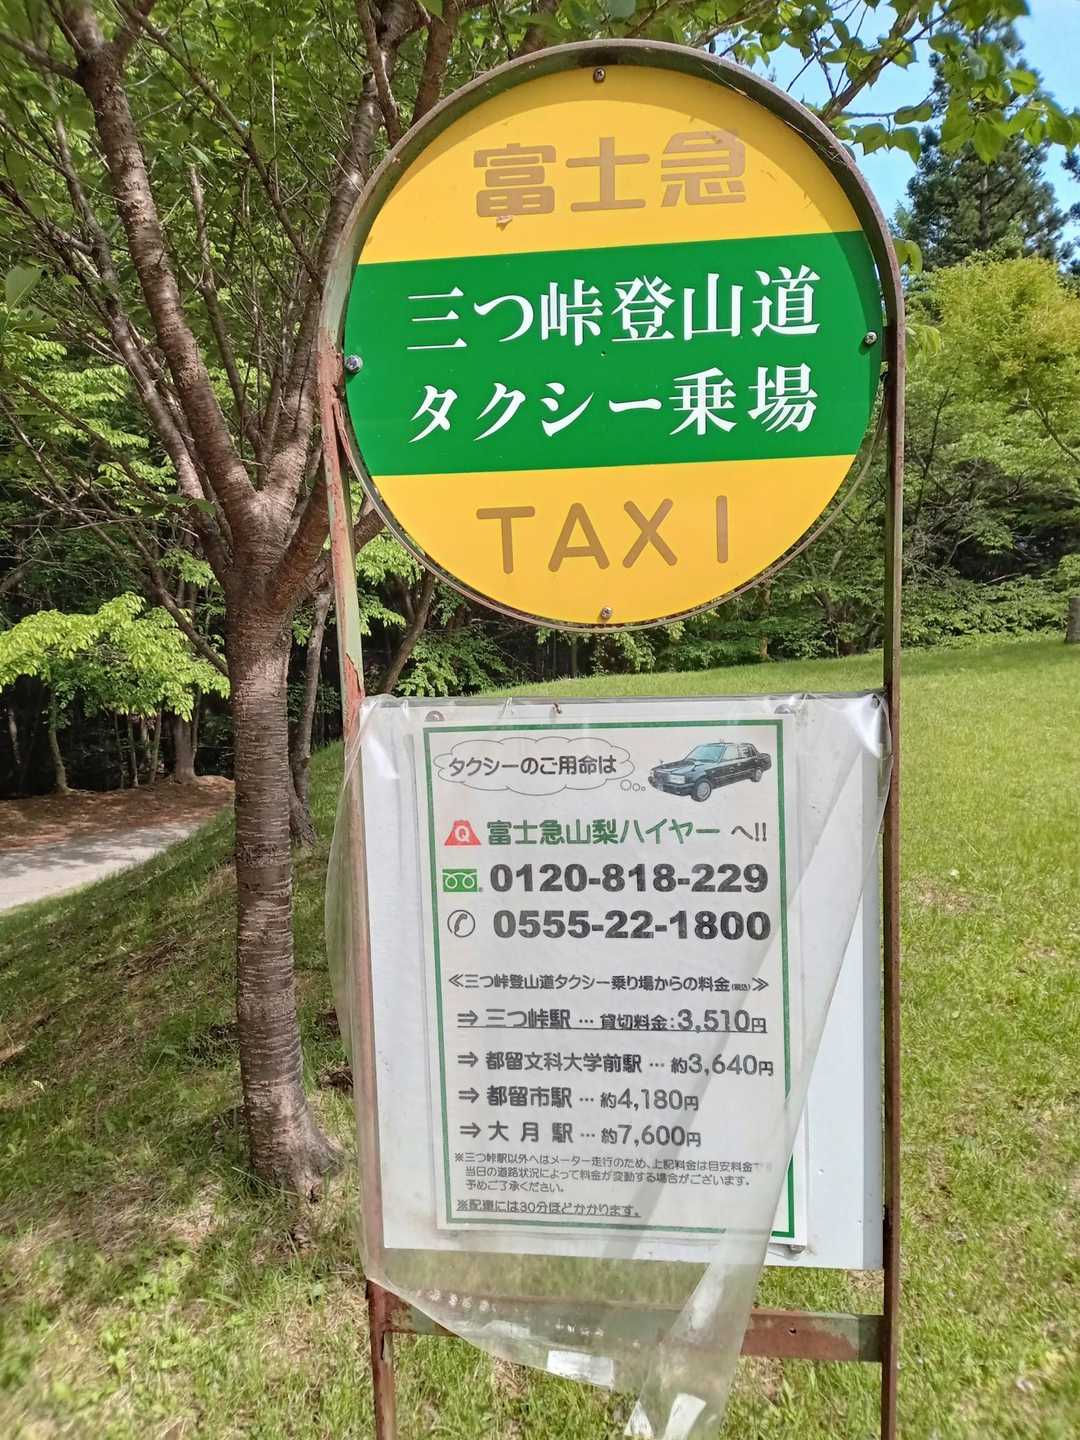 富士急
三つ峠登山道
タクシー乗場
TAXI
タクシーのご用命は
Q 富士急山梨ハイヤー へ!!
0120-818-229
0555-22-1800
≪三つ峠登山道タクシー乗り場からの料金(税込)≫
⇒ 三つ峠駅 … 貸切料金:3,510円
⇒ 都留文科大学前駅 … 約3,640円
⇒ 都留市駅 … 約4,180円
⇒ 大月駅 … 約7,600円
※三つ峠駅以外へはメーター走行のため、上記料金は目安料金
当日の道路状況によって料金が変動する場合がございます。
予めご了承ください。
※配車には30分ほどかかります。